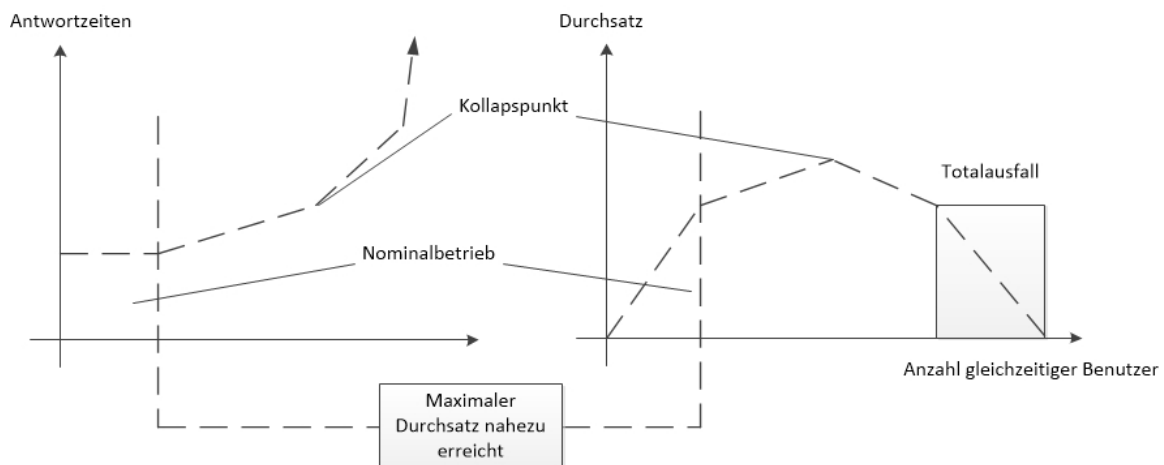 Antwortzeiten
Durchsatz
Kollapspunkt
Totalausfall
Nominalbetrieb
Anzahl gleichzeitiger Benutzer
Maximaler
Durchsatz nahezu
erreicht